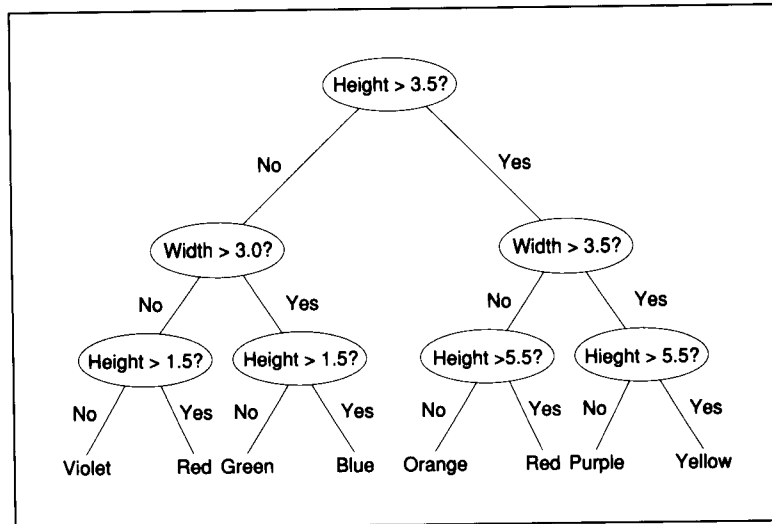 Height > 3.5?
No
Yes
Width > 3.0?
Width > 3.5?
No
Yes
No
Yes
Height > 1.5?
Height > 1.5?
Height >5.5?
Hieght > 5.5?
No
Yes
No
Yes
No
Yes
No
Yes
Violet
Red
Green
Blue
Orange
Red
Purple
Yellow